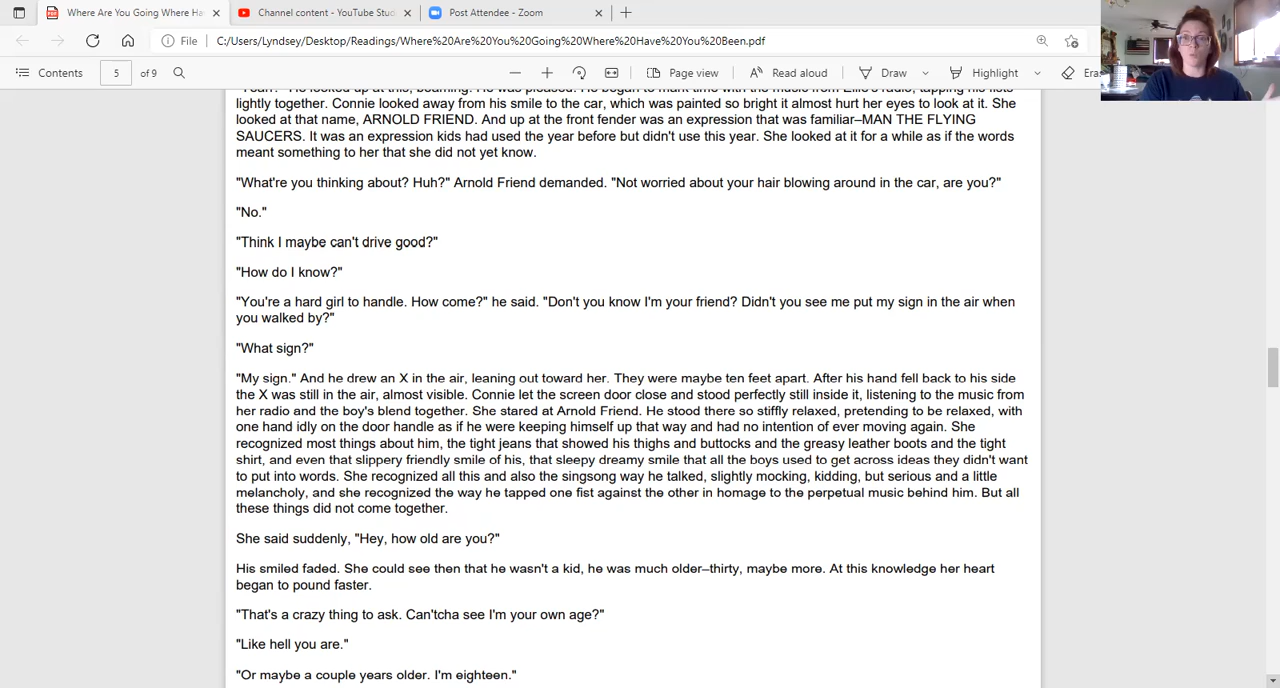 Where Are You Going Where Ha
Channel content - YouTube Stud
Post Attendee - Zoom
File
C:/Users/Lyndsey/Desktop/Readings/Where%20Are%20You%20Going%20Where%20Have%20You%20Been.pdf
Contents
5
of 9
Page view
Read aloud
Draw
Highlight
Eras
lightly together. Connie looked away from his smile to the car, which was painted so bright it almost hurt her eyes to look at it. She
looked at that name, ARNOLD FRIEND. And up at the front fender was an expression that was familiar–MAN THE FLYING
SAUCERS. It was an expression kids had used the year before but didn't use this year. She looked at it for a while as if the words
meant something to her that she did not yet know.
"What're you thinking about? Huh?" Arnold Friend demanded. "Not worried about your hair blowing around in the car, are you?"
"No."
"Think I maybe can't drive good?"
"How do I know?"
"You're a hard girl to handle. How come?" he said. "Don't you know I'm your friend? Didn't you see me put my sign in the air when
you walked by?"
"What sign?"
"My sign." And he drew an X in the air, leaning out toward her. They were maybe ten feet apart. After his hand fell back to his side
the X was still in the air, almost visible. Connie let the screen door close and stood perfectly still inside it, listening to the music from
her radio and the boy's blend together. She stared at Arnold Friend. He stood there so stiffly relaxed, pretending to be relaxed, with
one hand idly on the door handle as if he were keeping himself up that way and had no intention of ever moving again. She
recognized most things about him, the tight jeans that showed his thighs and buttocks and the greasy leather boots and the tight
shirt, and even that slippery friendly smile of his, that sleepy dreamy smile that all the boys used to get across ideas they didn't want
to put into words. She recognized all this and also the singsong way he talked, slightly mocking, kidding, but serious and a little
melancholy, and she recognized the way he tapped one fist against the other in homage to the perpetual music behind him. But all
these things did not come together.
She said suddenly, "Hey, how old are you?"
His smiled faded. She could see then that he wasn't a kid, he was much older–thirty, maybe more. At this knowledge her heart
began to pound faster.
"That's a crazy thing to ask. Can'tcha see I'm your own age?"
"Like hell you are."
"Or maybe a couple years older. I'm eighteen."